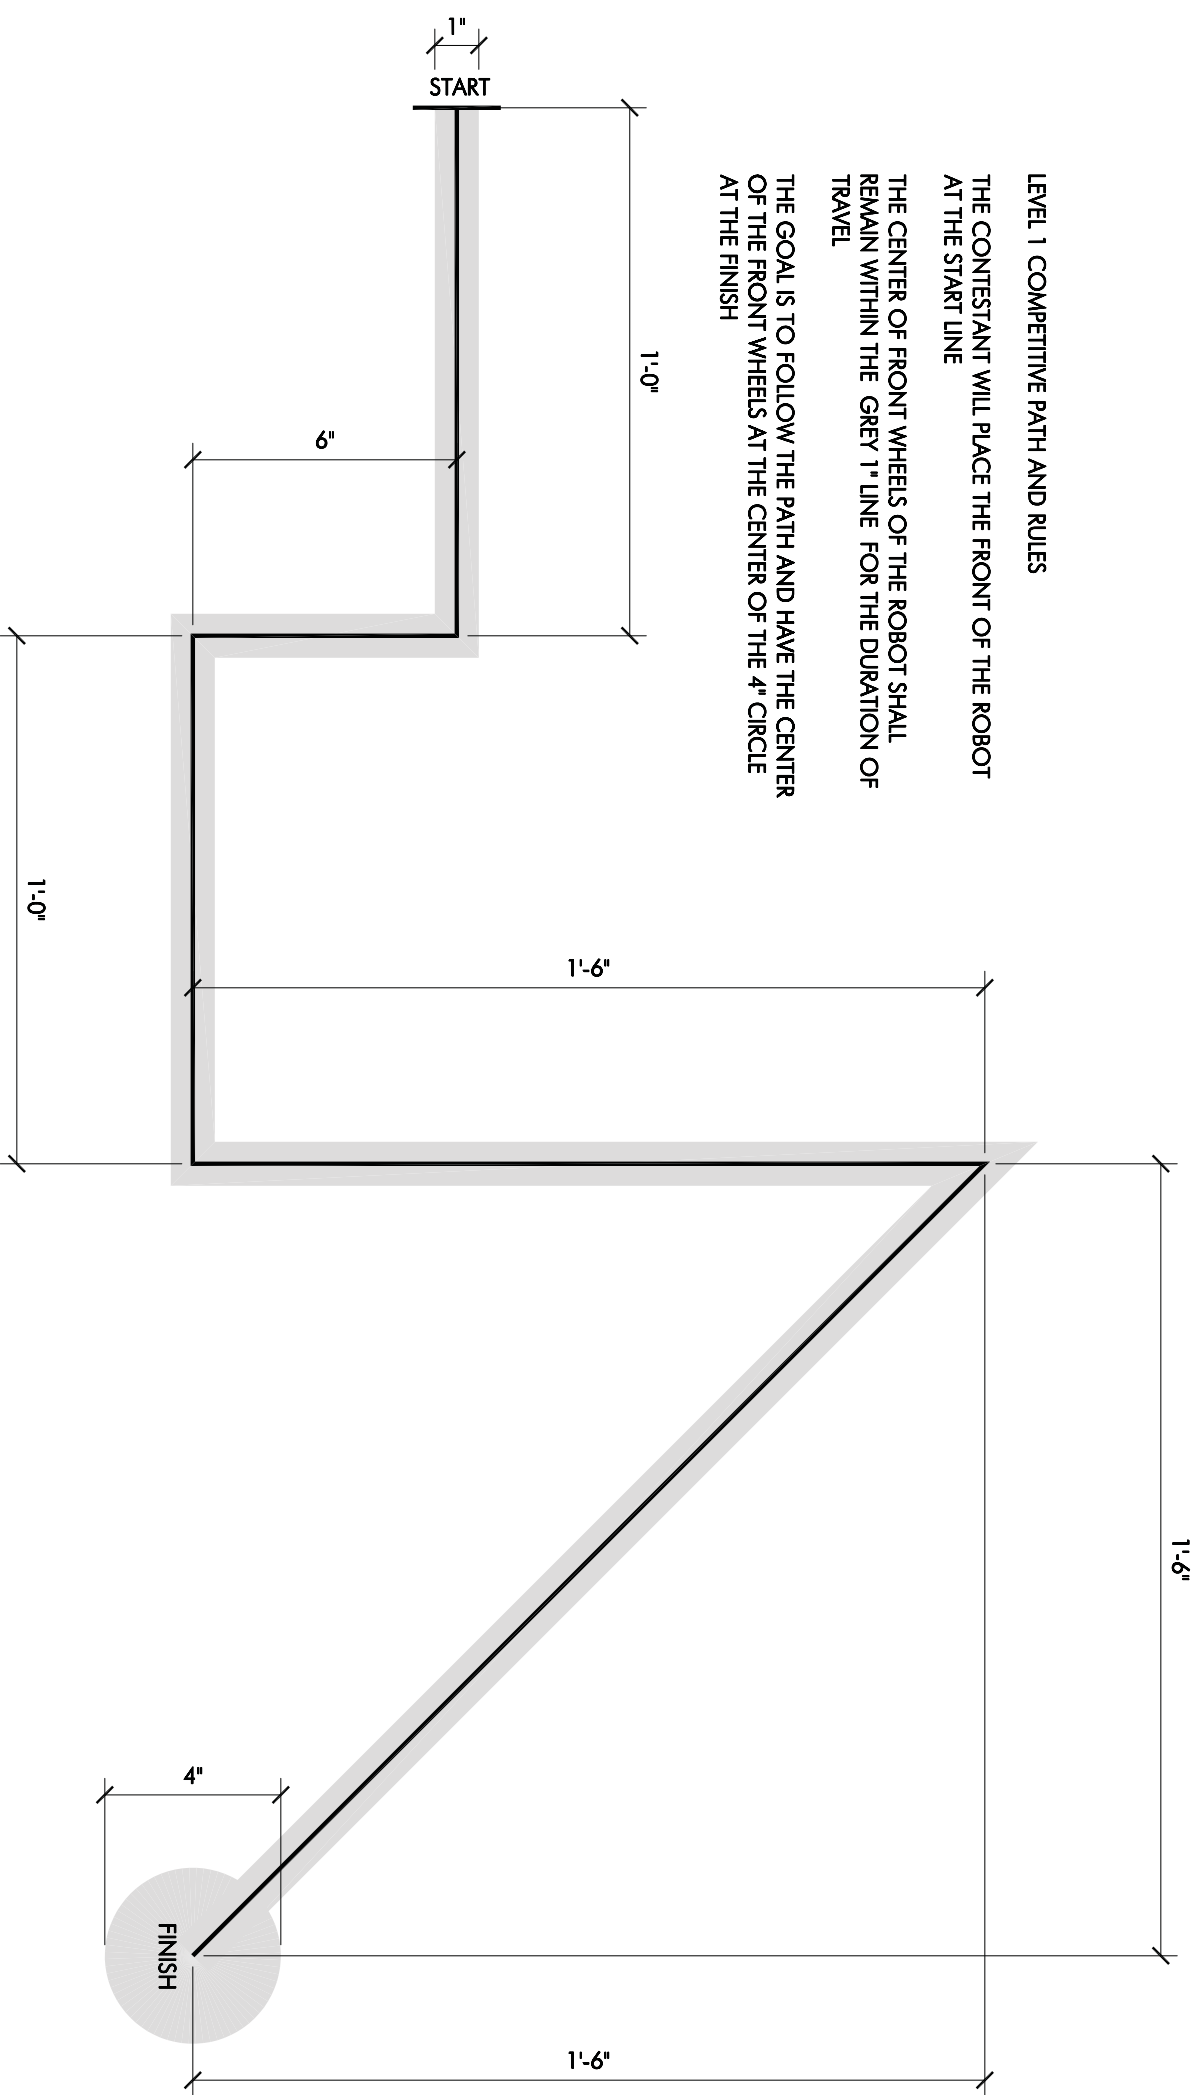 LEVEL 1 COMPETITIVE PATH AND RULES
THE CONTESTANT WILL PLACE THE FRONT OF THE ROBOT
AT THE START LINE
THE CENTER OF FRONT WHEELS OF THE ROBOT SHALL
REMAIN WITHIN THE GREY 1" LINE FOR THE DURATION OF
TRAVEL
THE GOAL IS TO FOLLOW THE PATH AND HAVE THE CENTER
OF THE FRONT WHEELS AT THE CENTER OF THE 4" CIRCLE
AT THE FINISH
1"
START
1'-0"
6"
1'-0"
1'-6"
1'-6"
4"
FINISH
1'-6"